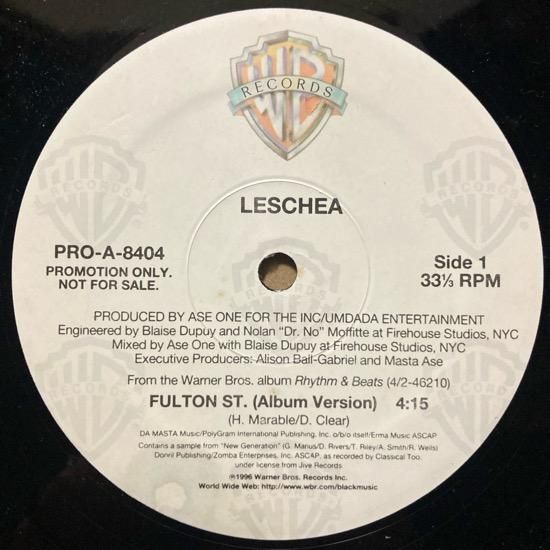 RECORDS
LESCHEA
PRO-A-8404
PROMOTION ONLY.
NOT FOR SALE.
Side 1
33⅓ RPM
PRODUCED BY ASE ONE FOR THE INC/UMDADA ENTERTAINMENT
Engineered by Blaise Dupuy and Nolan "Dr. No" Moffitte at Firehouse Studios, NYC
Mixed by Ase One with Blaise Dupuy at Firehouse Studios, NYC
Executive Producers: Alison Ball-Gabriel and Masta Ase
From the Warner Bros. album Rhythm & Beats (4/2-46210)
FULTON ST. (Album Version) 4:15
(H. Marable/D. Clear)
DA MASTA Music/PolyGram International Publishing, Inc. o/b/o itself/Erma Music ASCAP
Contains a sample from "New Generation" (G. Marius/D. Rivers/T. Riley/A. Smith/R. Wells)
Donril Publishing/Zomba Enterprises, Inc. ASCAP, as recorded by Classical Too,
under license from Jive Records
℗1996 Warner Bros. Records Inc.
World Wide Web: http://www.wbr.com/blackmusic
RECORDS
RECORDS
RECORDS